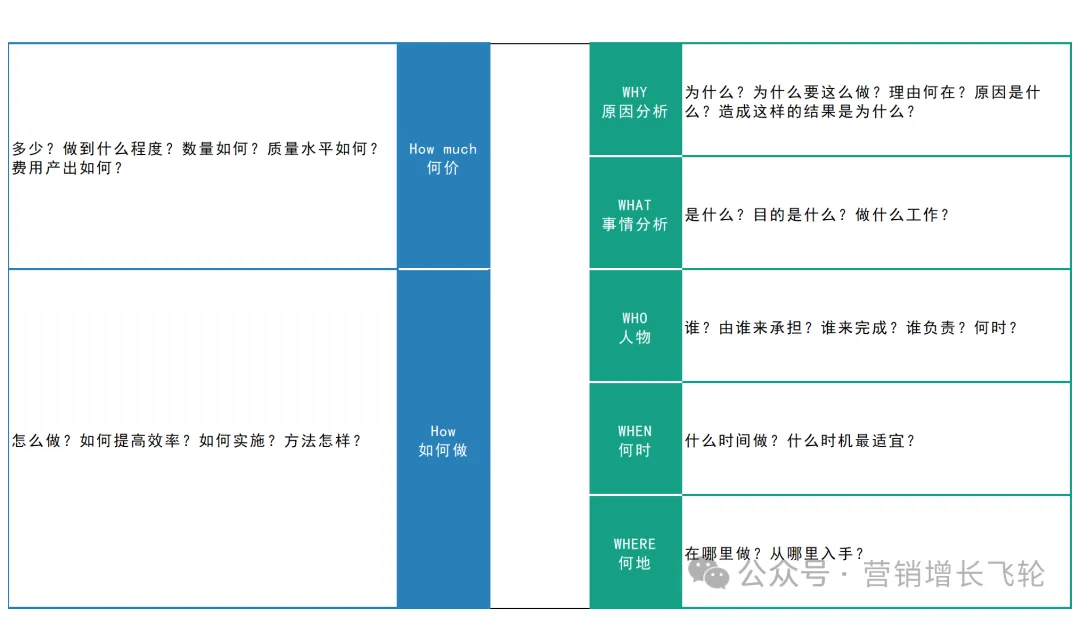 多少？做到什么程度？数量如何？质量水平如何？
费用产出如何？
How much
何价
怎么做？如何提高效率？如何实施？方法怎样？
How
如何做
WHY
原因分析
为什么？为什么要这么做？理由何在？原因是什
么？造成这样的结果是为什么？
WHAT
事情分析
是什么？目的是什么？做什么工作？
WHO
人物
谁？由谁来承担？谁来完成？谁负责？何时？
WHEN
何时
什么时间做？什么时机最适宜？
WHERE
何地
在哪里做？从哪里入手？
公众号·营销增长飞轮